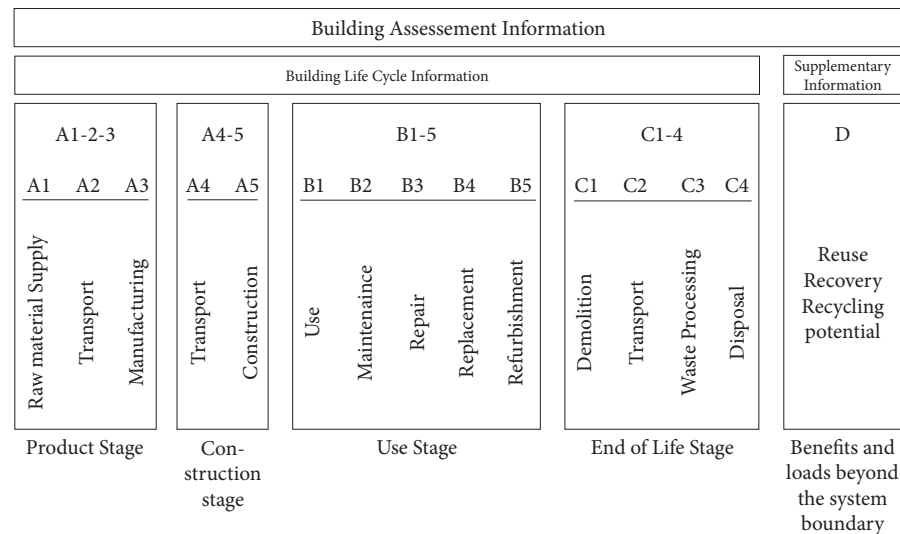 Building Assessement Information
Building Life Cycle Information
Supplementary
Information
A1-2-3
A4-5
B1-5
C1-4
D
A1 A2 A3
A4 A5
B1 B2 B3 B4 B5
C1 C2 C3 C4
Raw material Supply
Transport
Manufacturing
Transport
Construction
Use
Maintenaince
Repair
Replacement
Refurbishment
Demolition
Transport
Waste Processing
Disposal
Reuse
Recovery
Recycling
potential
Product Stage
Con-
struction
stage
Use Stage
End of Life Stage
Benefits and
loads beyond
the system
boundary